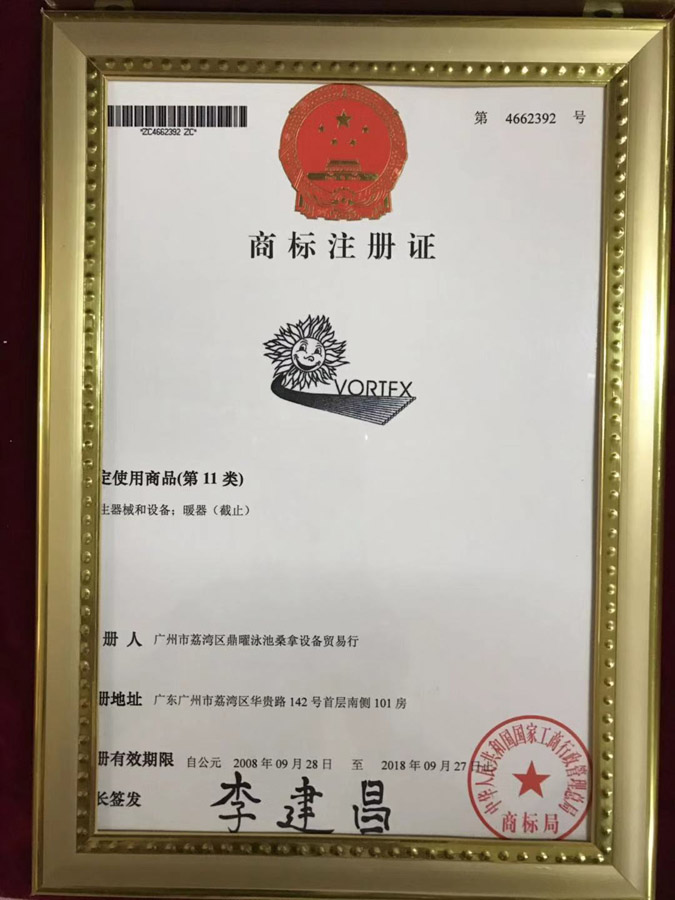 第 4662392 号
*ZC4662392 ZC*
商标注册证
VORTEX
定使用商品(第 11 类)
生器械和设备；暖器（截止）
册 人 广州市荔湾区鼎曜泳池桑拿设备贸易行
册地址 广东广州市荔湾区华贵路 142 号首层南侧 101 房
册有效期限 自公元 2008 年 09 月 28 日 至 2018 年 09 月 27 日止
长签发 李建昌
中华人民共和国国家工商行政管理总局
商标局